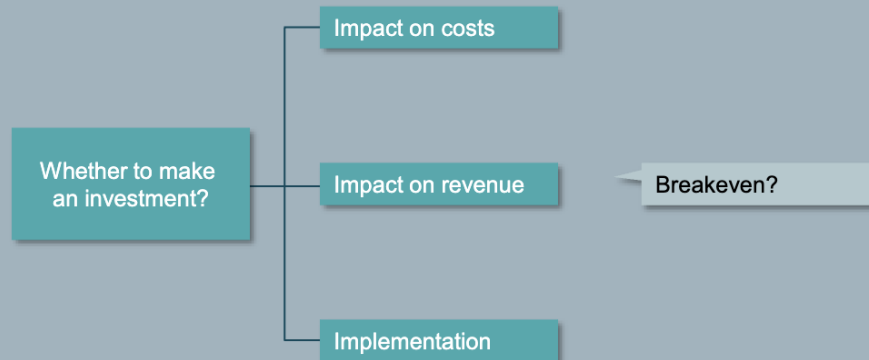 Impact on costs
Whether to make
an investment?
Impact on revenue
Breakeven?
Implementation